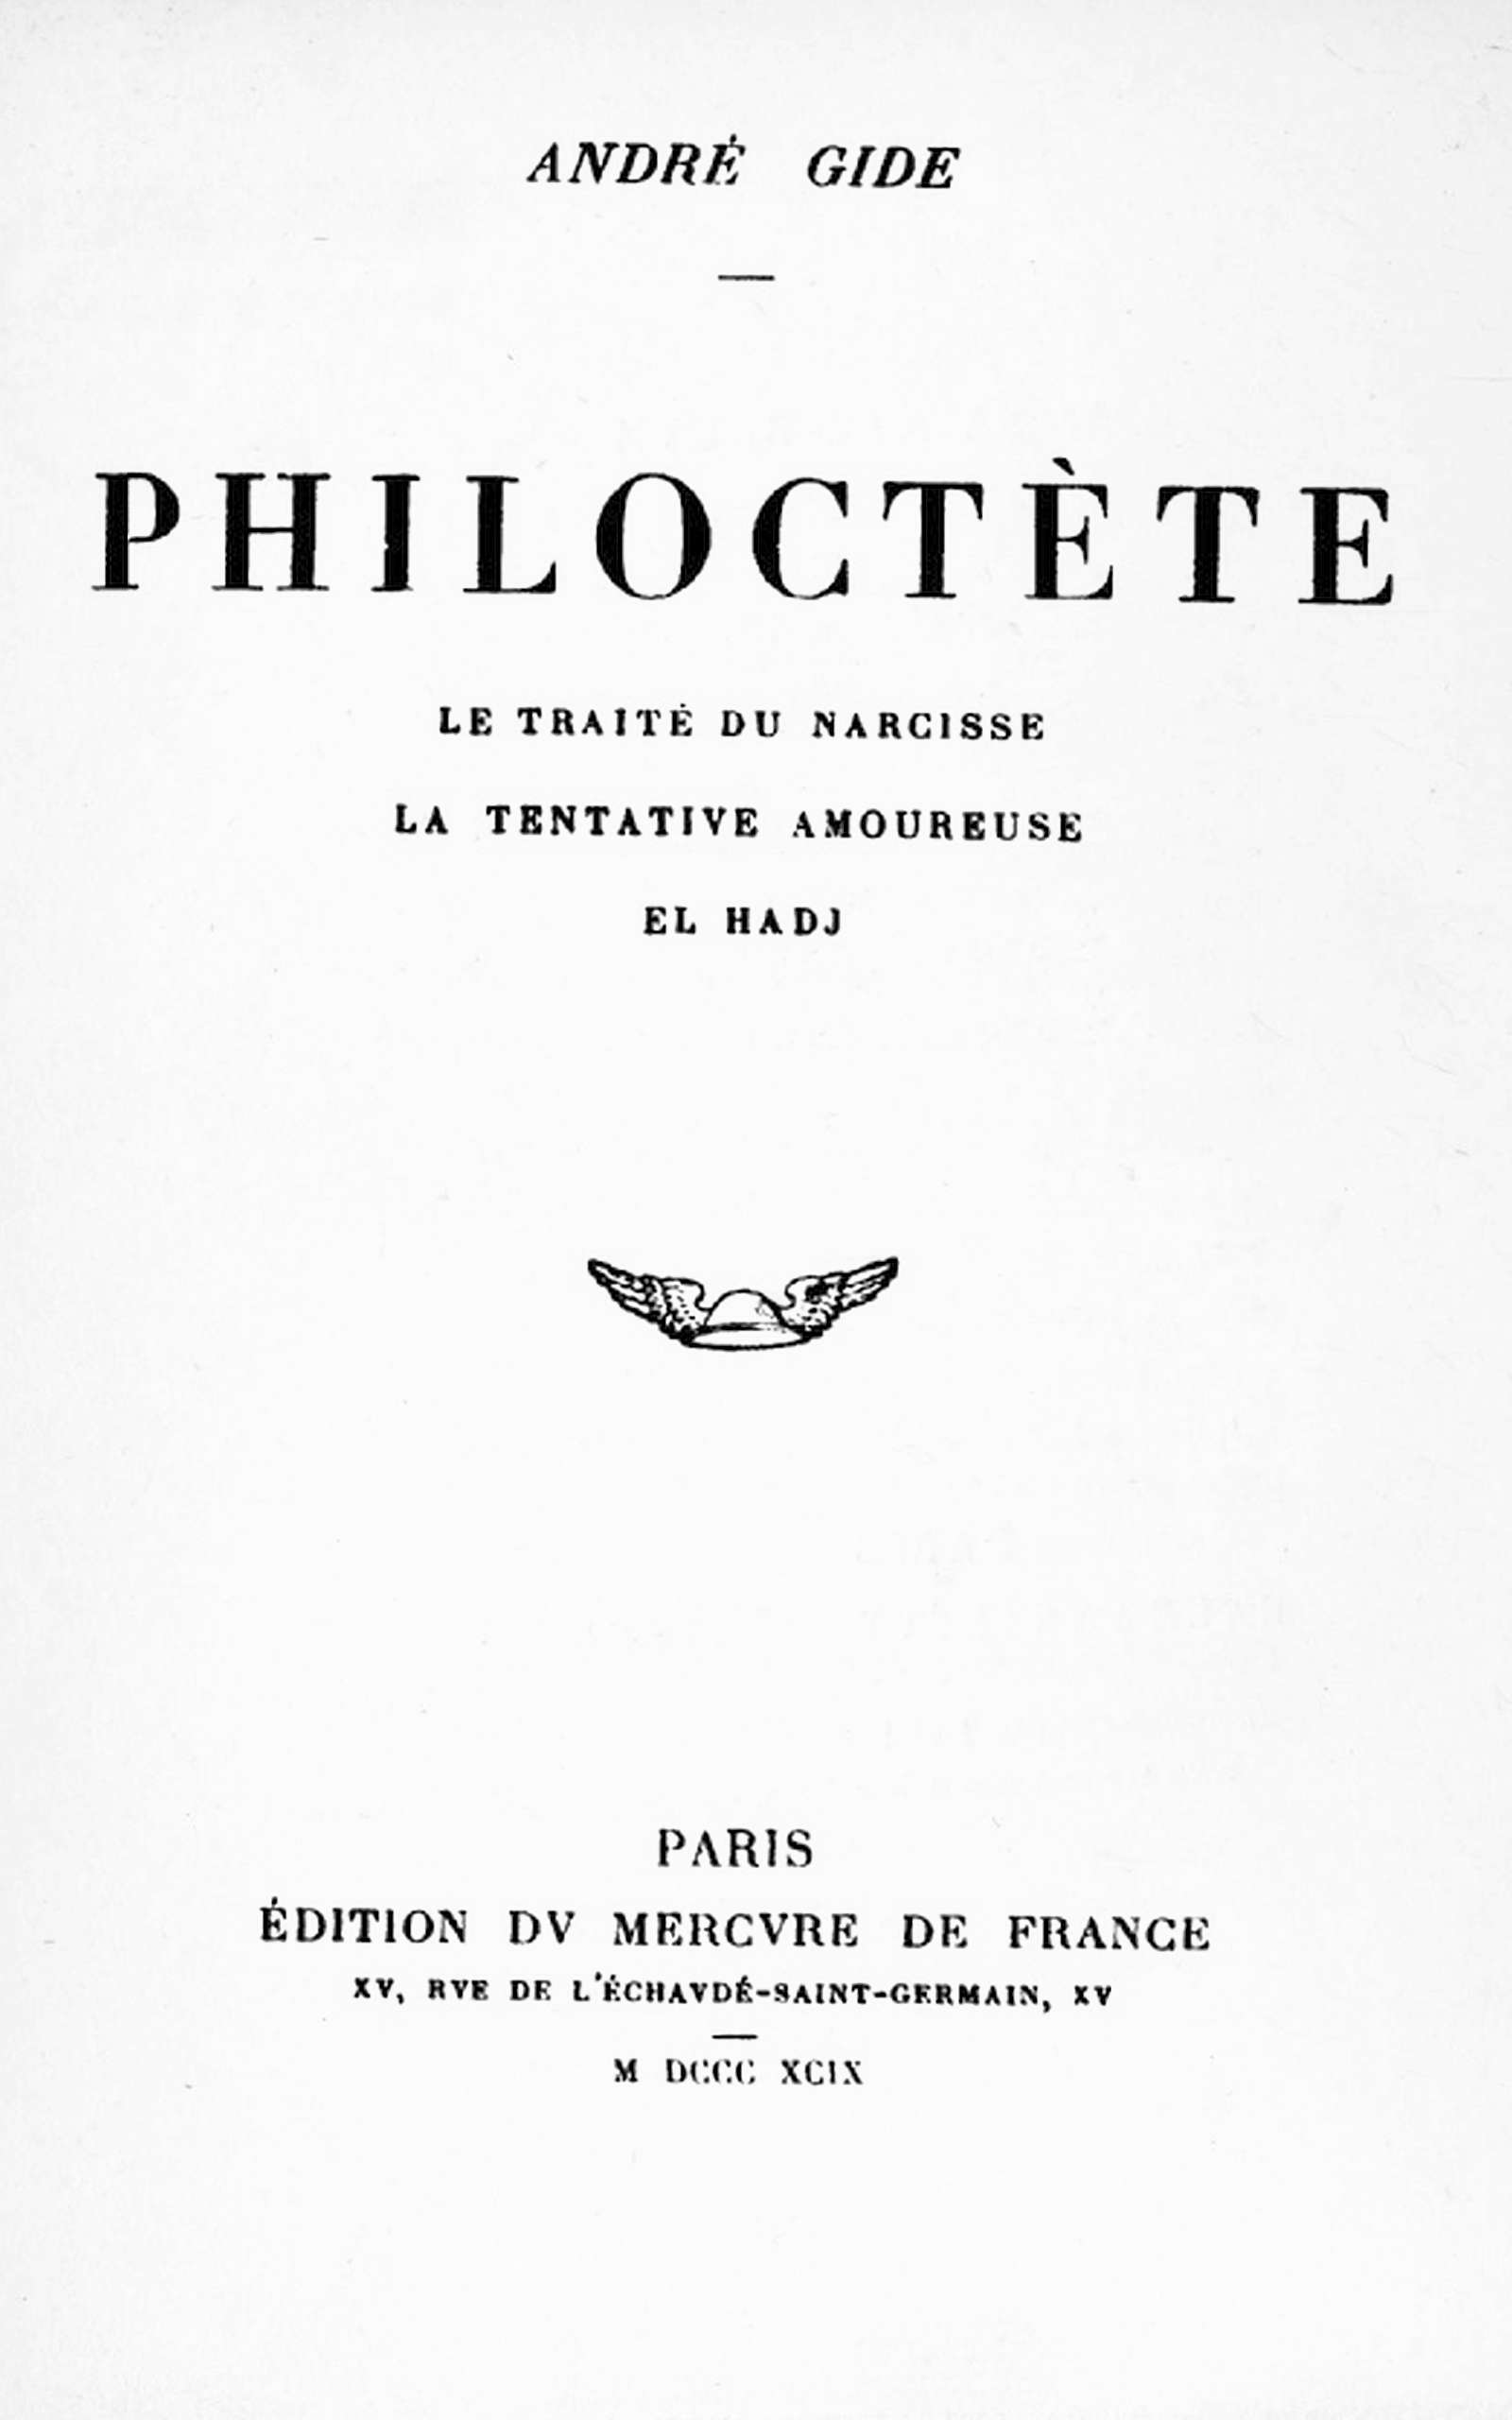 ANDRÉ GIDE
PHILOCTÈTE
LE TRAITÉ DU NARCISSE
LA TENTATIVE AMOUREUSE
EL HADJ
PARIS
ÉDITION DV MERCVRE DE FRANCE
XV, RVE DE L'ÉCHAVDÉ-SAINT-GERMAIN, XV
M DCCC XCIX